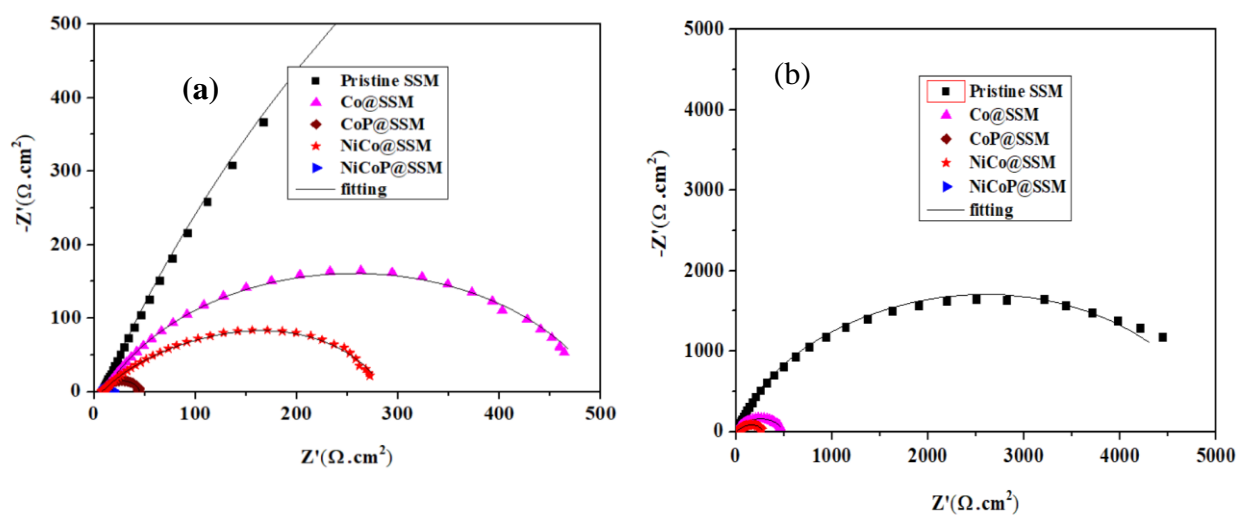 (a)
Pristine SSM
Co@SSM
CoP@SSM
NiCo@SSM
NiCoP@SSM
fitting
500
400
300
200
100
0
-Z'(Ω .cm²)
0 100 200 300 400 500
Z'(Ω .cm²)
(b)
Pristine SSM
Co@SSM
CoP@SSM
NiCo@SSM
NiCoP@SSM
fitting
5000
4000
3000
2000
1000
0
-Z'(Ω .cm²)
0 1000 2000 3000 4000 5000
Z'(Ω .cm²)